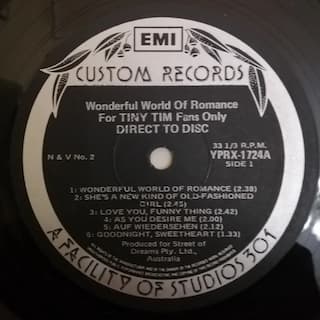 EMI
CUSTOM RECORDS
Wonderful World Of Romance
For TINY TIM Fans Only
DIRECT TO DISC
N & V No. 2
33 1/3 R.P.M.
YPRX-1724A
SIDE 1
1: WONDERFUL WORLD OF ROMANCE (2.38)
2: SHE'S A NEW KIND OF OLD-FASHIONED
GIRL (2.45)
3: LOVE YOU, FUNNY THING (2.42)
4: AS YOU DESIRE ME (2.00)
5: AUF WIEDERSEHEN (2.12)
6: GOODNIGHT, SWEETHEART (1.33)
Produced for Street of
Dreams Pty. Ltd.,
Australia
A FACILITY OF STUDIOS 301